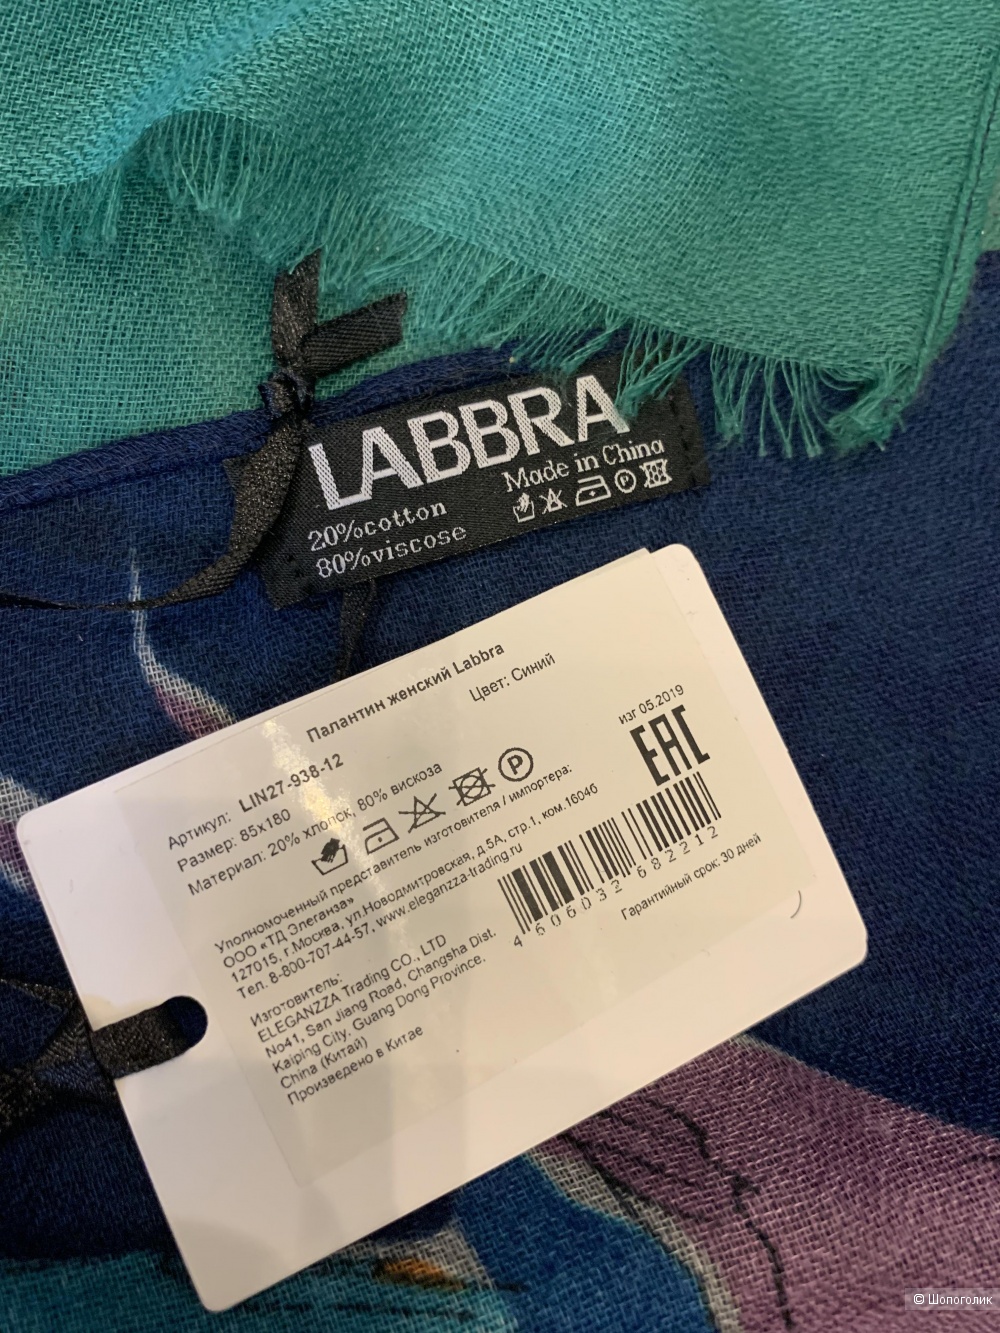 LABBRA
Made in China
20%cotton
80%viscose
Палантин женский Labbra
Цвет: Синий
Артикул: LIN27-938-12
Размер: 85x180
Материал: 20% хлопок, 80% вискоза
изг 05.2019
EAC
Уполномоченный представитель изготовителя / импортера:
ООО «ТД Элеганза»
127015, г.Москва, ул.Новодмитровская, д.5А, стр.1, ком.1604б
Тел. 8-800-707-44-57, www.eleganzza-trading.ru
4 606032 682212
Гарантийный срок: 30 дней
Изготовитель:
ELEGANZZA Trading CO., LTD
No41, San Jiang Road, Changsha Dist.
Kaiping City, Guang Dong Province.
China (Китай)
Произведено в Китае
© Шопоголик